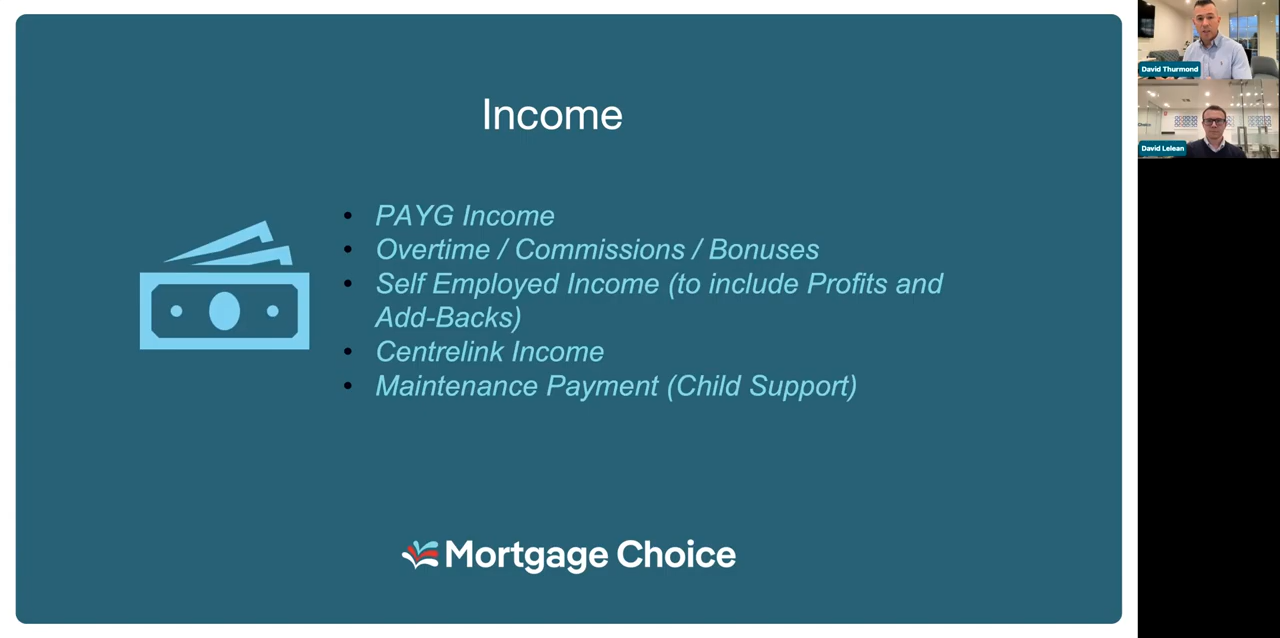 Income
• PAYG Income
• Overtime / Commissions / Bonuses
• Self Employed Income (to include Profits and
Add-Backs)
• Centrelink Income
• Maintenance Payment (Child Support)
Mortgage Choice
David Thurmond
David Lelean